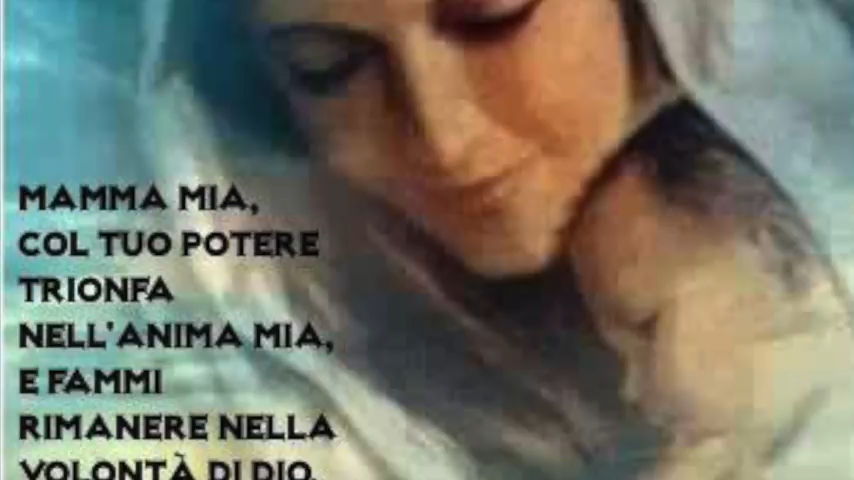 MAMMA MIA,
COL TUO POTERE
TRIONFA
NELL'ANIMA MIA,
E FAMMI
RIMANERE NELLA
VOLONTÀ DI DIO.